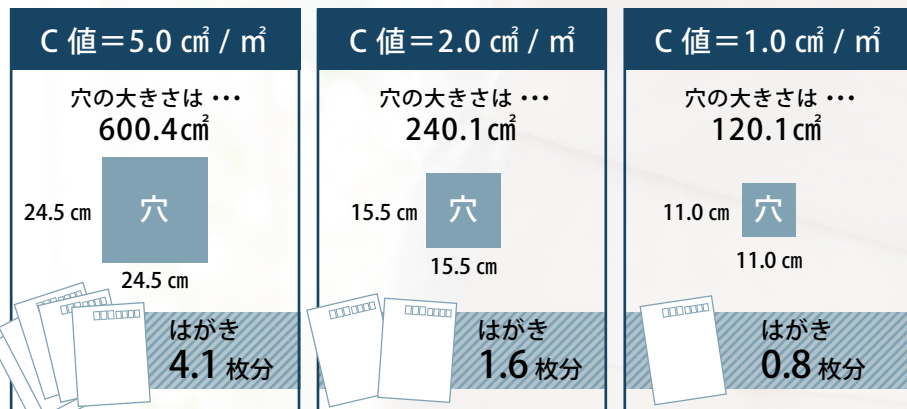 C 値＝5.0 ㎠ / ㎡
穴の大きさは ･･･
600.4㎠
24.5 ㎝
穴
24.5 ㎝
はがき
4.1 枚分
C 値＝2.0 ㎠ / ㎡
穴の大きさは ･･･
240.1㎠
15.5 ㎝
穴
15.5 ㎝
はがき
1.6 枚分
C 値＝1.0 ㎠ / ㎡
穴の大きさは ･･･
120.1㎠
11.0 ㎝
穴
11.0 ㎝
はがき
0.8 枚分